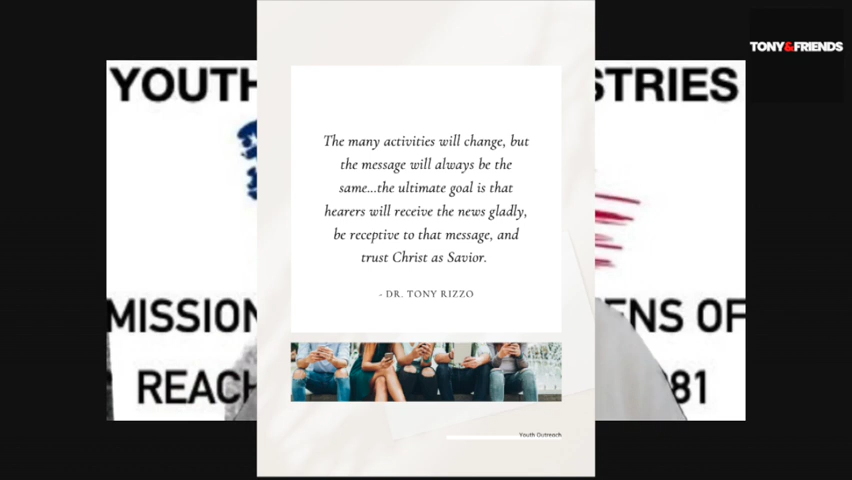 TONY&FRIENDS
YOUTH STRIES
The many activities will change, but
the message will always be the
same...the ultimate goal is that
hearers will receive the news gladly,
be receptive to that message, and
trust Christ as Savior.
- DR. TONY RIZZO
MISSION ENS OF
REACH 981
Youth Outreach